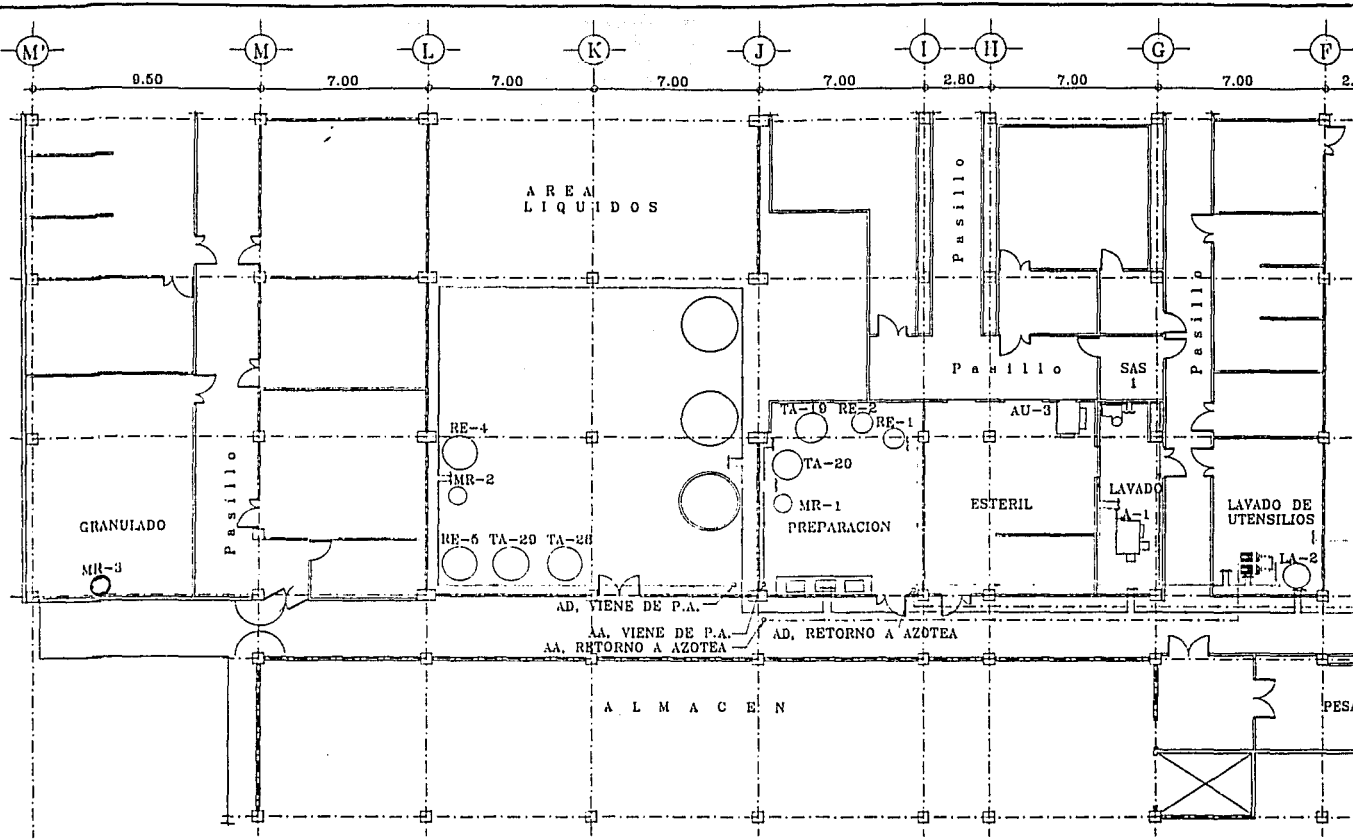 M' M L K J I H G F
9.50 7.00 7.00 7.00 7.00 2.80 7.00 7.00 2.
AREA
LIQUIDOS
Pasillo
Pasillo
Pasillo
SAS
1
AU-3
TA-19 RE-2
RE-1
RE-4
TA-20
MR-2
MR-1
PREPARACION
ESTERIL
LAVADO
A-1
LAVADO DE
UTENSILIOS
LA-2
Pasillo
GRANULADO
MR-3
RE-5 TA-29 TA-28
AD, VIENE DE P.A.
AA, VIENE DE P.A.
AD, RETORNO A AZOTEA
AA, RETORNO A AZOTEA
ALMACEN
PESA